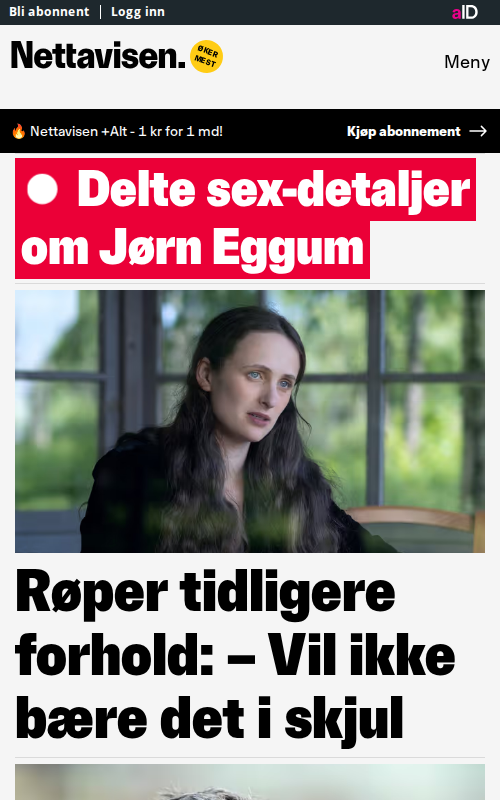 Bli abonnent | Logg inn
aID
Nettavisen.
ØKER
MEST
Meny
🔥 Nettavisen +Alt - 1 kr for 1 md!
Kjøp abonnement →
Delte sex-detaljer
om Jørn Eggum
Røper tidligere
forhold: – Vil ikke
bære det i skjul